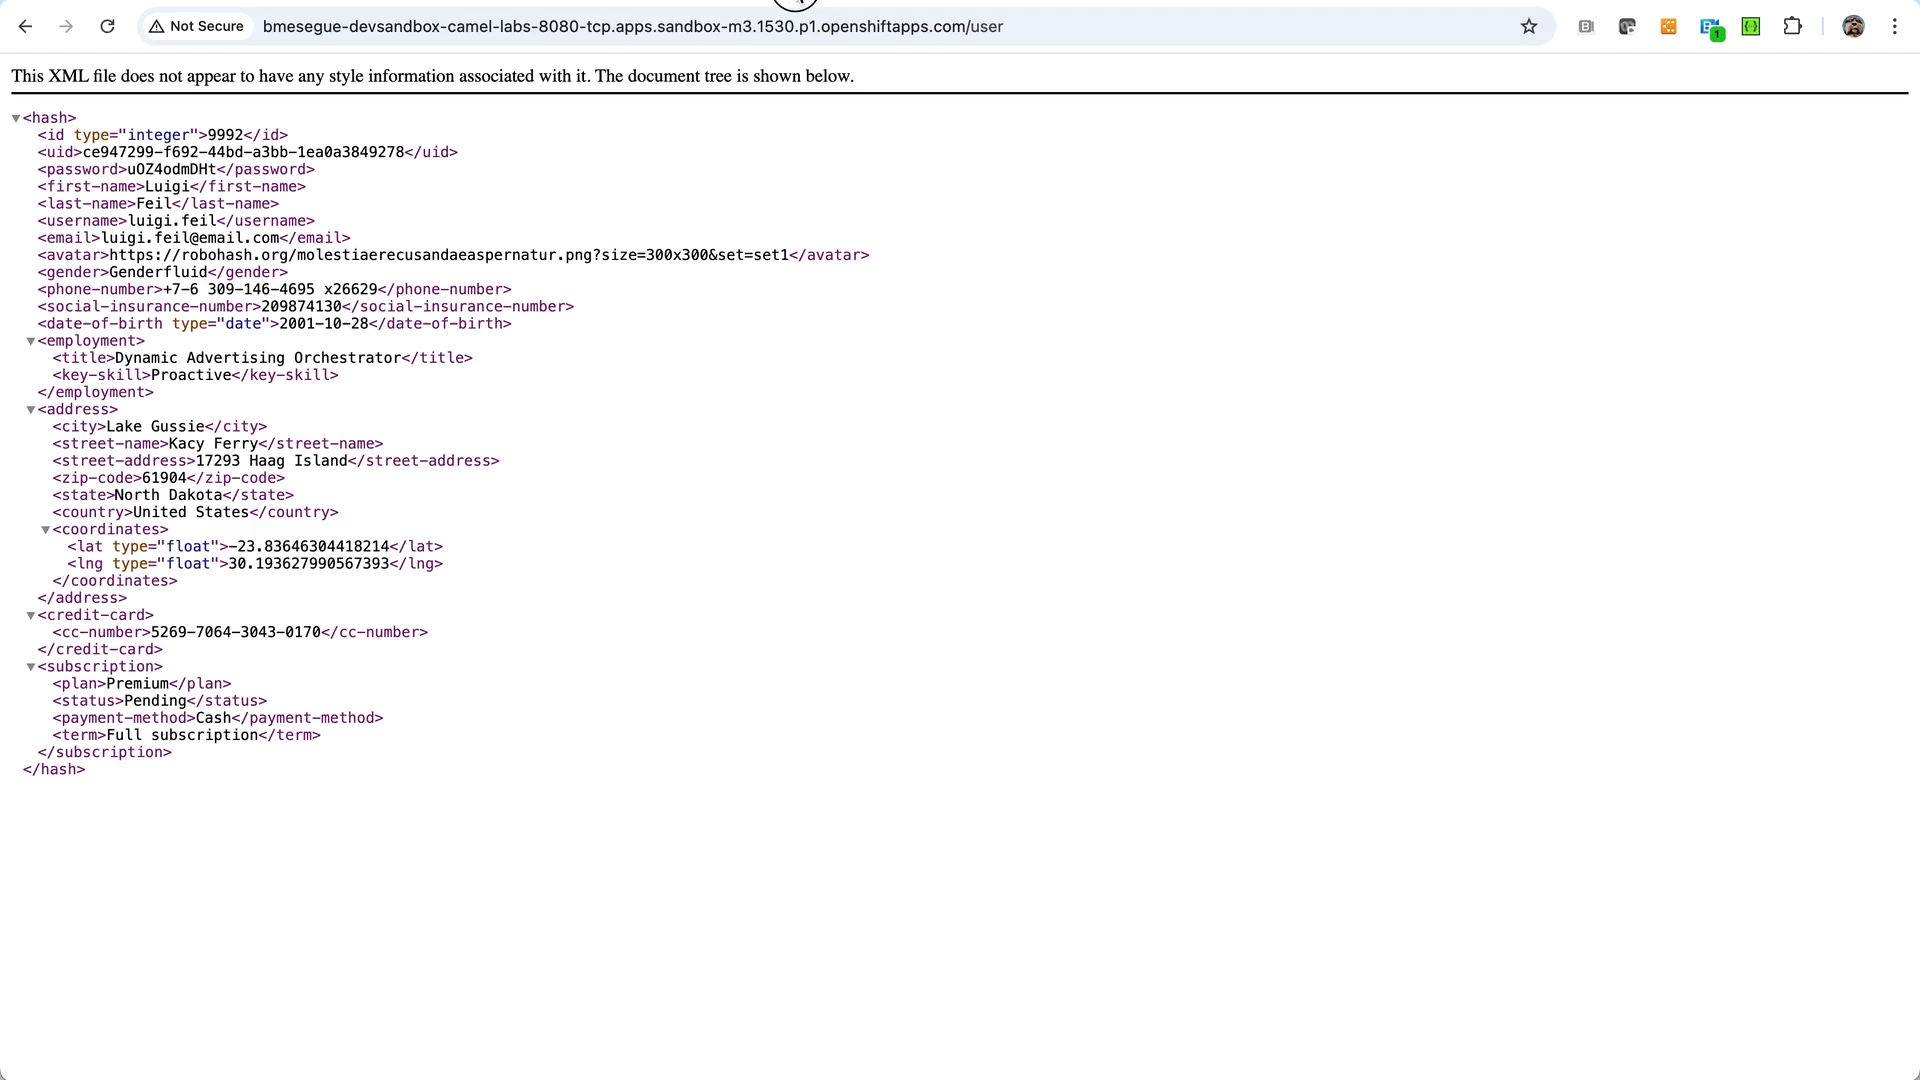 Not Secure bmesegue-devsandbox-camel-labs-8080-tcp.apps.sandbox-m3.1530.p1.openshiftapps.com/user
1
This XML file does not appear to have any style information associated with it. The document tree is shown below.
<hash>
<id type="integer">9992</id>
<uid>ce947299-f692-44bd-a3bb-1ea0a3849278</uid>
<password>uOZ4odmDHt</password>
<first-name>Luigi</first-name>
<last-name>Feil</last-name>
<username>luigi.feil</username>
<email>luigi.feil@email.com</email>
<avatar>https://robohash.org/molestiaerecusandaeaspernatur.png?size=300x300&set=set1</avatar>
<gender>Genderfluid</gender>
<phone-number>+7-6 309-146-4695 x26629</phone-number>
<social-insurance-number>209874130</social-insurance-number>
<date-of-birth type="date">2001-10-28</date-of-birth>
<employment>
<title>Dynamic Advertising Orchestrator</title>
<key-skill>Proactive</key-skill>
</employment>
<address>
<city>Lake Gussie</city>
<street-name>Kacy Ferry</street-name>
<street-address>17293 Haag Island</street-address>
<zip-code>61904</zip-code>
<state>North Dakota</state>
<country>United States</country>
<coordinates>
<lat type="float">-23.83646304418214</lat>
<lng type="float">30.193627990567393</lng>
</coordinates>
</address>
<credit-card>
<cc-number>5269-7064-3043-0170</cc-number>
</credit-card>
<subscription>
<plan>Premium</plan>
<status>Pending</status>
<payment-method>Cash</payment-method>
<term>Full subscription</term>
</subscription>
</hash>